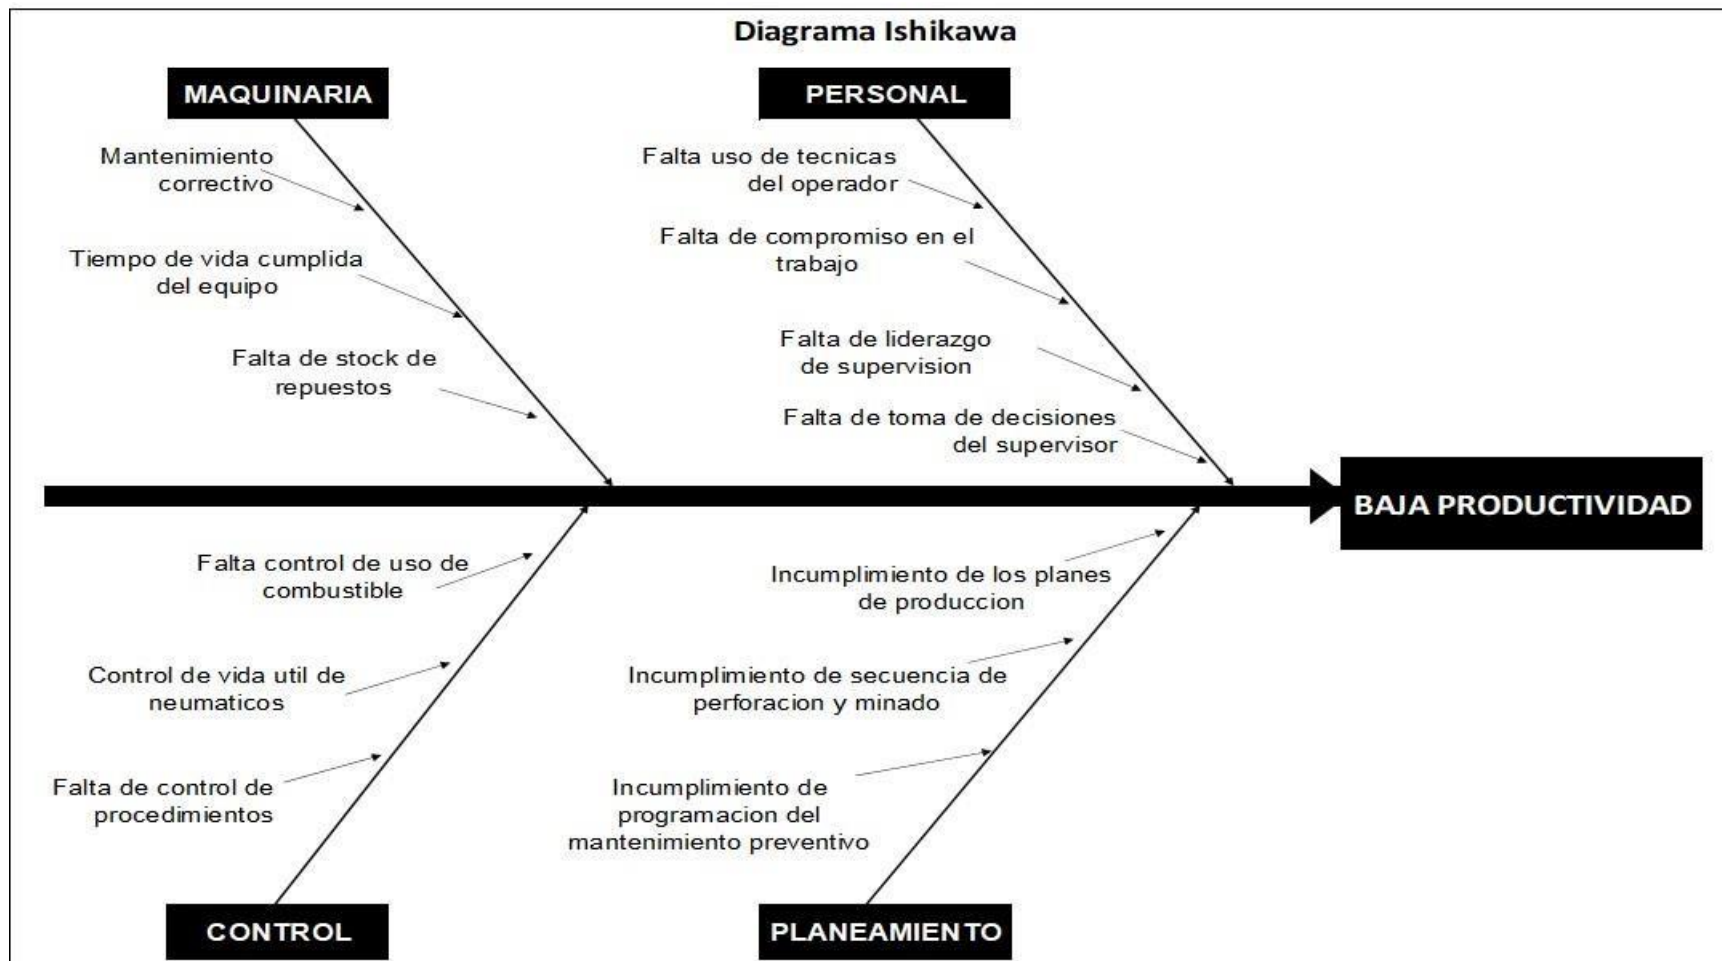 Diagrama Ishikawa
MAQUINARIA
Mantenimiento
correctivo
Tiempo de vida cumplida
del equipo
Falta de stock de
repuestos
PERSONAL
Falta uso de tecnicas
del operador
Falta de compromiso en el
trabajo
Falta de liderazgo
de supervision
Falta de toma de decisiones
del supervisor
BAJA PRODUCTIVIDAD
Falta control de uso de
combustible
Control de vida util de
neumaticos
Falta de control de
procedimientos
CONTROL
Incumplimiento de los planes
de produccion
Incumplimiento de secuencia de
perforacion y minado
Incumplimiento de
programacion del
mantenimiento preventivo
PLANEAMIENTO